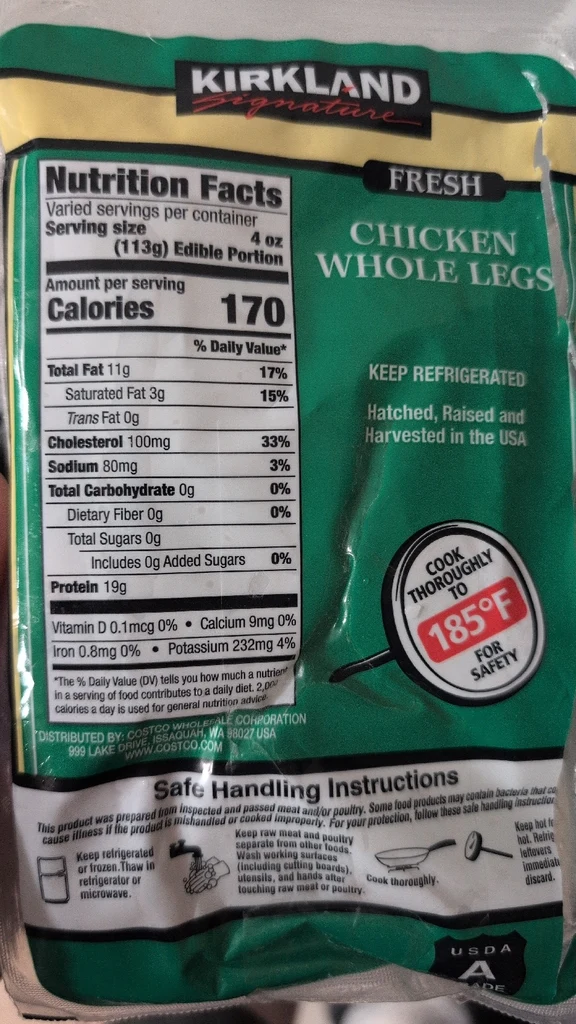 KIRKLAND
Signature
FRESH
CHICKEN
WHOLE LEGS
KEEP REFRIGERATED
Hatched, Raised and
Harvested in the USA
COOK
THOROUGHLY
TO
185°F
FOR
SAFETY
Nutrition Facts
Varied servings per container
Serving size 4 oz
(113g) Edible Portion
Amount per serving
Calories 170
% Daily Value*
Total Fat 11g 17%
Saturated Fat 3g 15%
Trans Fat 0g
Cholesterol 100mg 33%
Sodium 80mg 3%
Total Carbohydrate 0g 0%
Dietary Fiber 0g 0%
Total Sugars 0g
Includes 0g Added Sugars 0%
Protein 19g
Vitamin D 0.1mcg 0% • Calcium 9mg 0%
Iron 0.8mg 0% • Potassium 232mg 4%
*The % Daily Value (DV) tells you how much a nutrient
in a serving of food contributes to a daily diet. 2,000
calories a day is used for general nutrition advice.
*DISTRIBUTED BY: COSTCO WHOLESALE CORPORATION
999 LAKE DRIVE, ISSAQUAH, WA 98027 USA
WWW.COSTCO.COM
Safe Handling Instructions
This product was prepared from inspected and passed meat and/or poultry. Some food products may contain bacteria that co
cause illness if the product is mishandled or cooked improperly. For your protection, follow these safe handling instruction
Keep refrigerated
or frozen. Thaw in
refrigerator or
microwave.
Keep raw meat and poultry
separate from other foods.
Wash working surfaces
(including cutting boards),
utensils, and hands after
touching raw meat or poultry.
Cook thoroughly.
Keep hot fo
hot. Refrig
leftovers
immediat
discard.
USDA
A
ADE